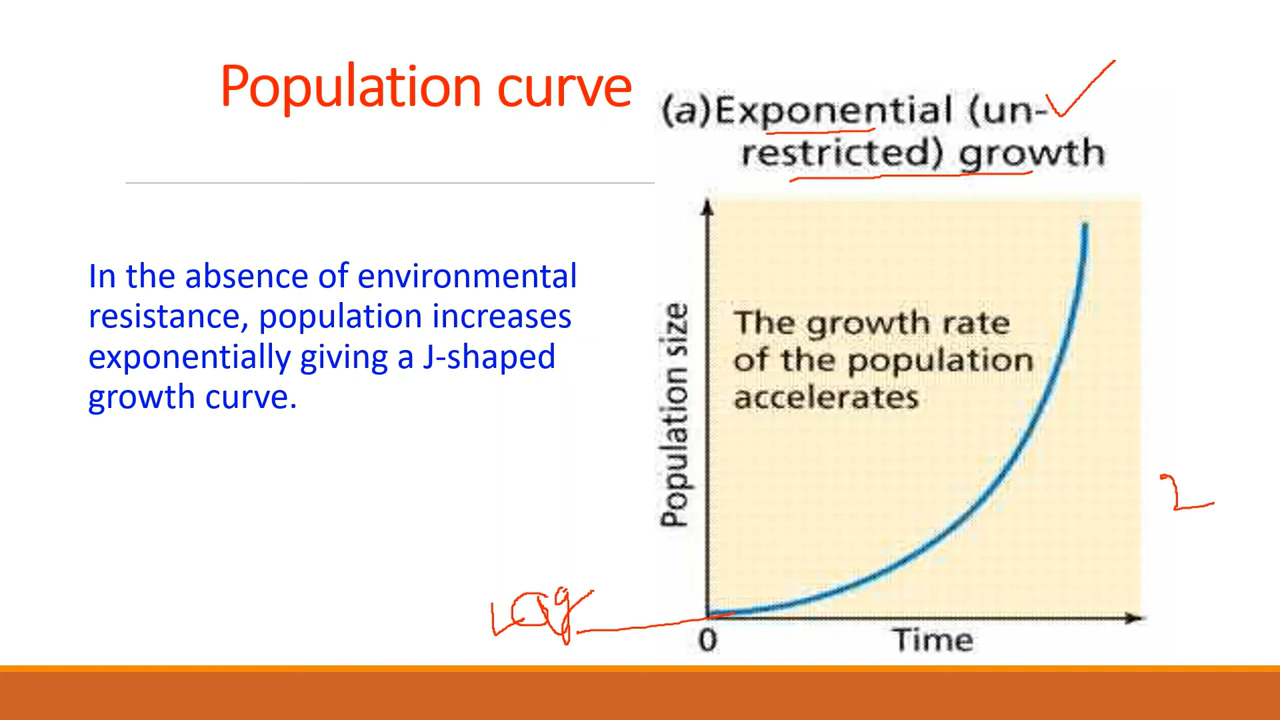 Population curve
(a)Exponential (un-
restricted) growth
In the absence of environmental
resistance, population increases
exponentially giving a J-shaped
growth curve.
Population size
The growth rate
of the population
accelerates
2
Lag
0
Time